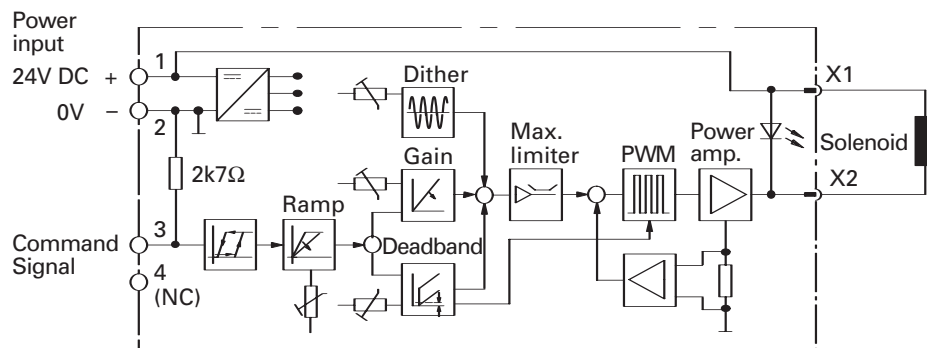 Power
input
24V DC +
0V −
1
2
2k7Ω
Command
Signal
3
4
(NC)
Ramp
Dither
Gain
Deadband
Max.
limiter
PWM
Power
amp.
X1
Solenoid
X2